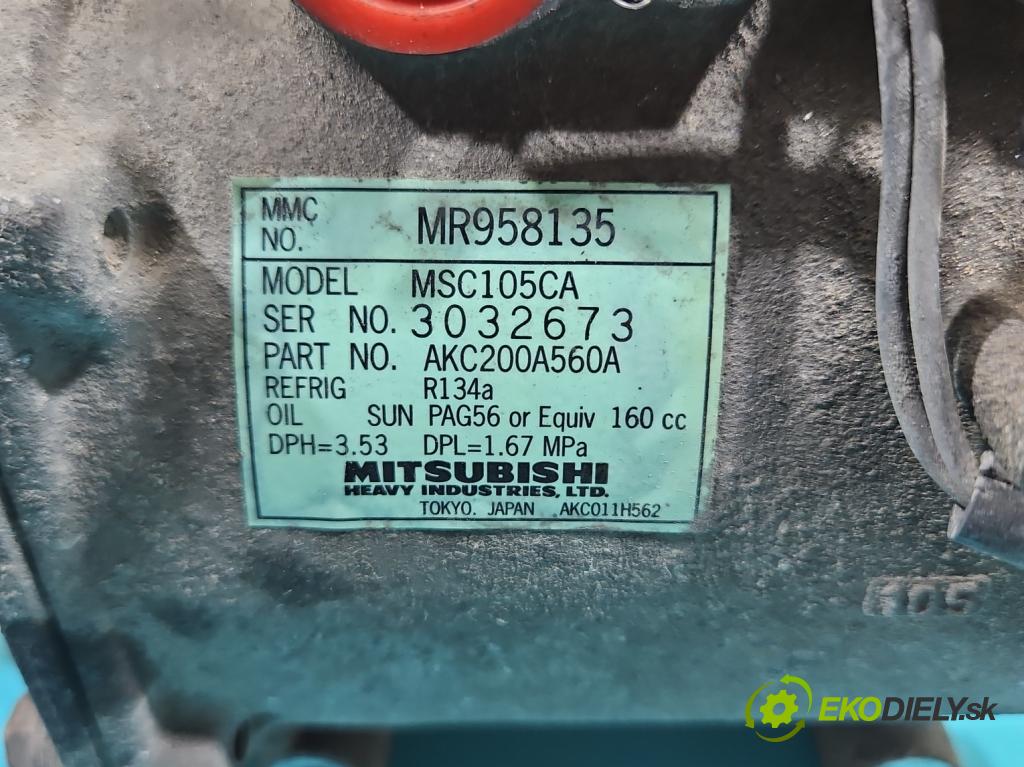 MMC
NO. MR958135
MODEL MSC105CA
SER NO. 3032673
PART NO. AKC200A560A
REFRIG R134a
OIL SUN PAG56 or Equiv 160 cc
DPH=3.53 DPL=1.67 MPa
MITSUBISHI
HEAVY INDUSTRIES, LTD.
TOKYO. JAPAN AKC011H562
105
EKODIELY.sk